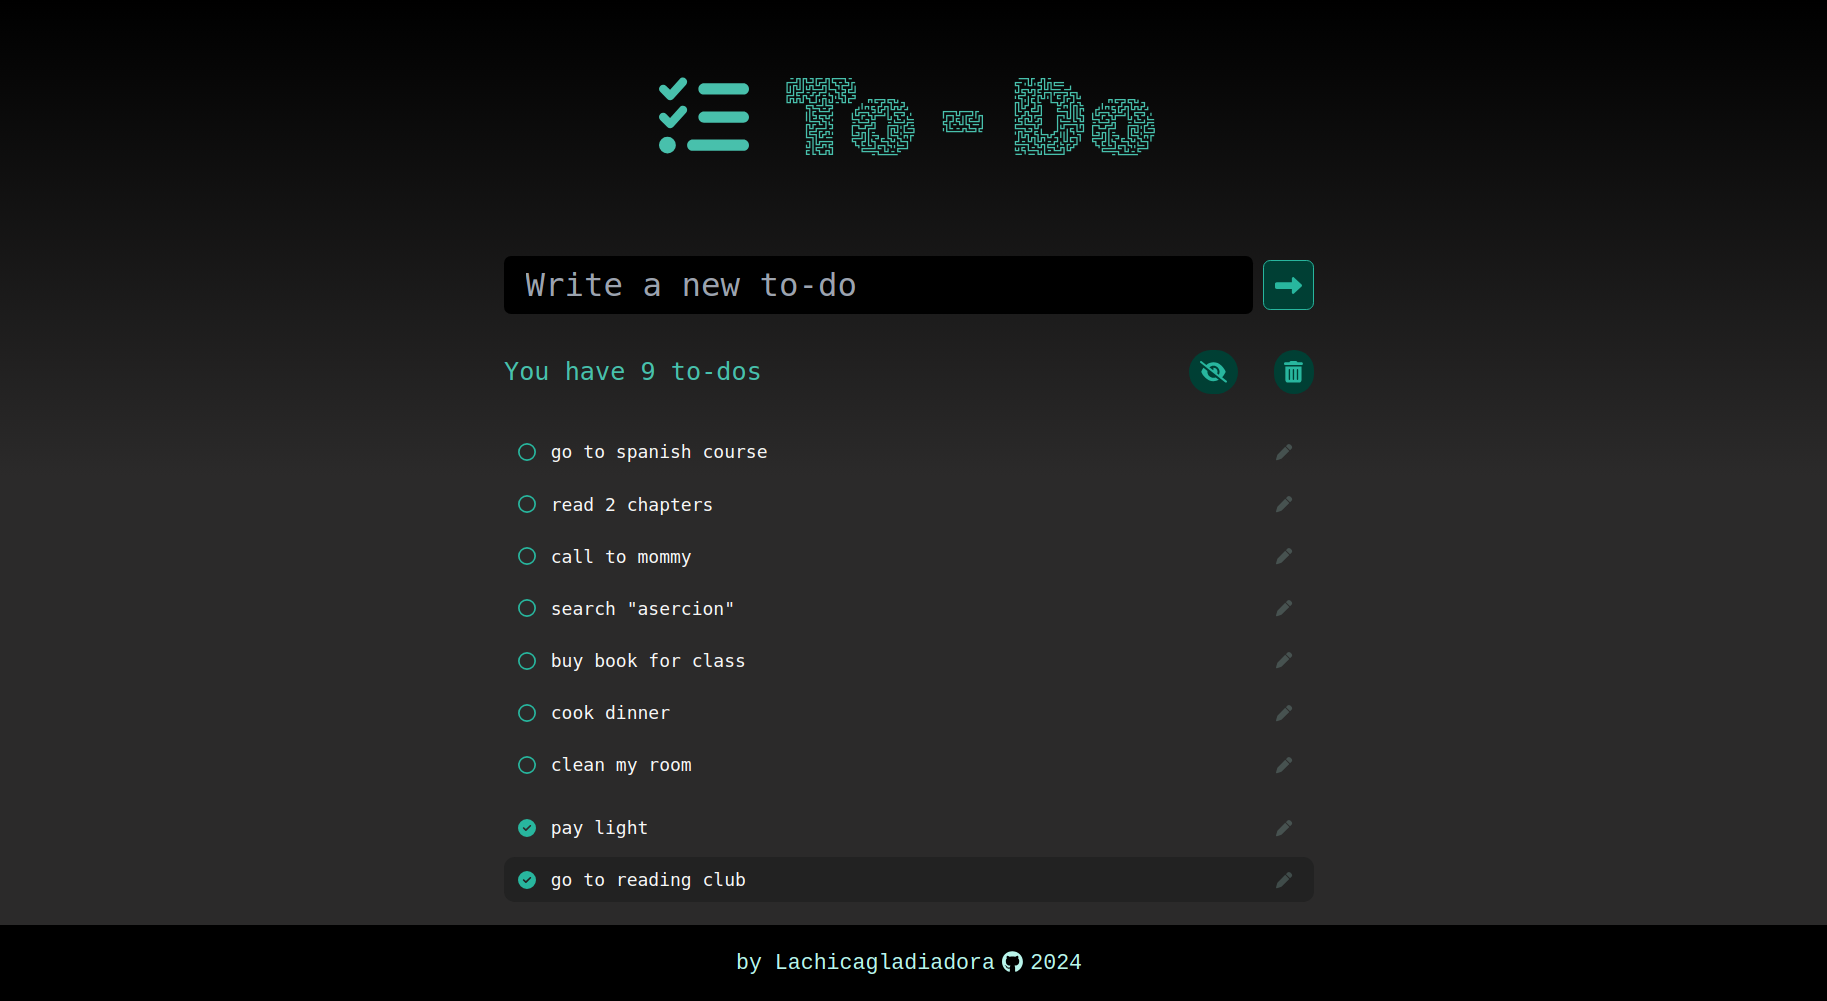 To - Do
Write a new to-do
You have 9 to-dos
go to spanish course
read 2 chapters
call to mommy
search "asercion"
buy book for class
cook dinner
clean my room
pay light
go to reading club
by Lachicagladiadora 2024